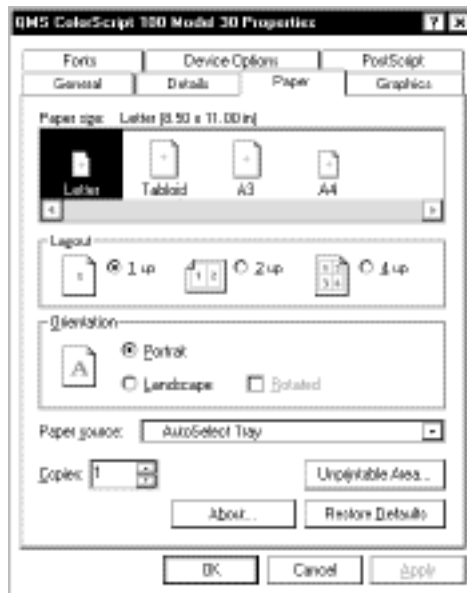 QMS ColorScript 100 Model 30 Properties
Fonts Device Options PostScript
General Details Paper Graphics
Paper size: Letter (8.50 x 11.00 in)
Letter Tabloid A3 A4
Layout
1 up 2 up 4 up
Orientation
A Portrait
Landscape Rotated
Paper source: AutoSelect Tray
Copies: 1 Unprintable Area...
About... Restore Defaults
OK Cancel Apply